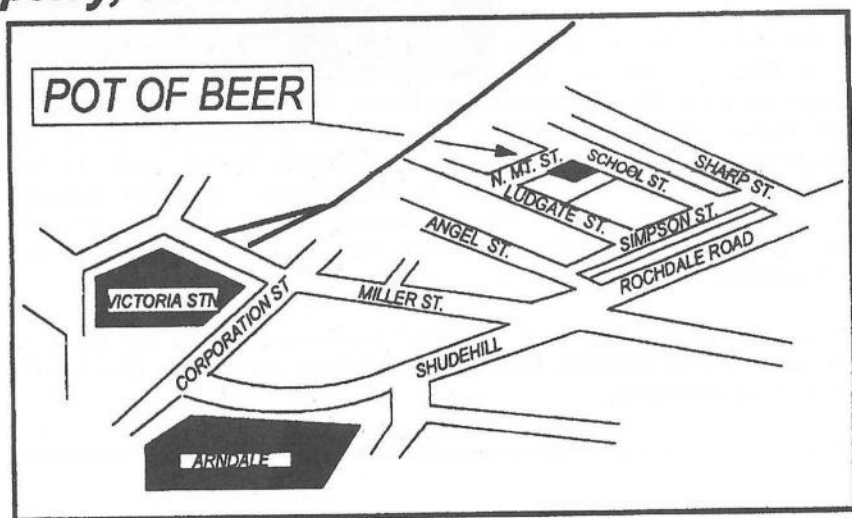 POT OF BEER
N. MT. ST.
SCHOOL ST.
SHARP ST.
LUDGATE ST.
SIMPSON ST.
ANGEL ST.
ROCHDALE ROAD
VICTORIA STN
MILLER ST.
CORPORATION ST
SHUDEHILL
ARNDALE